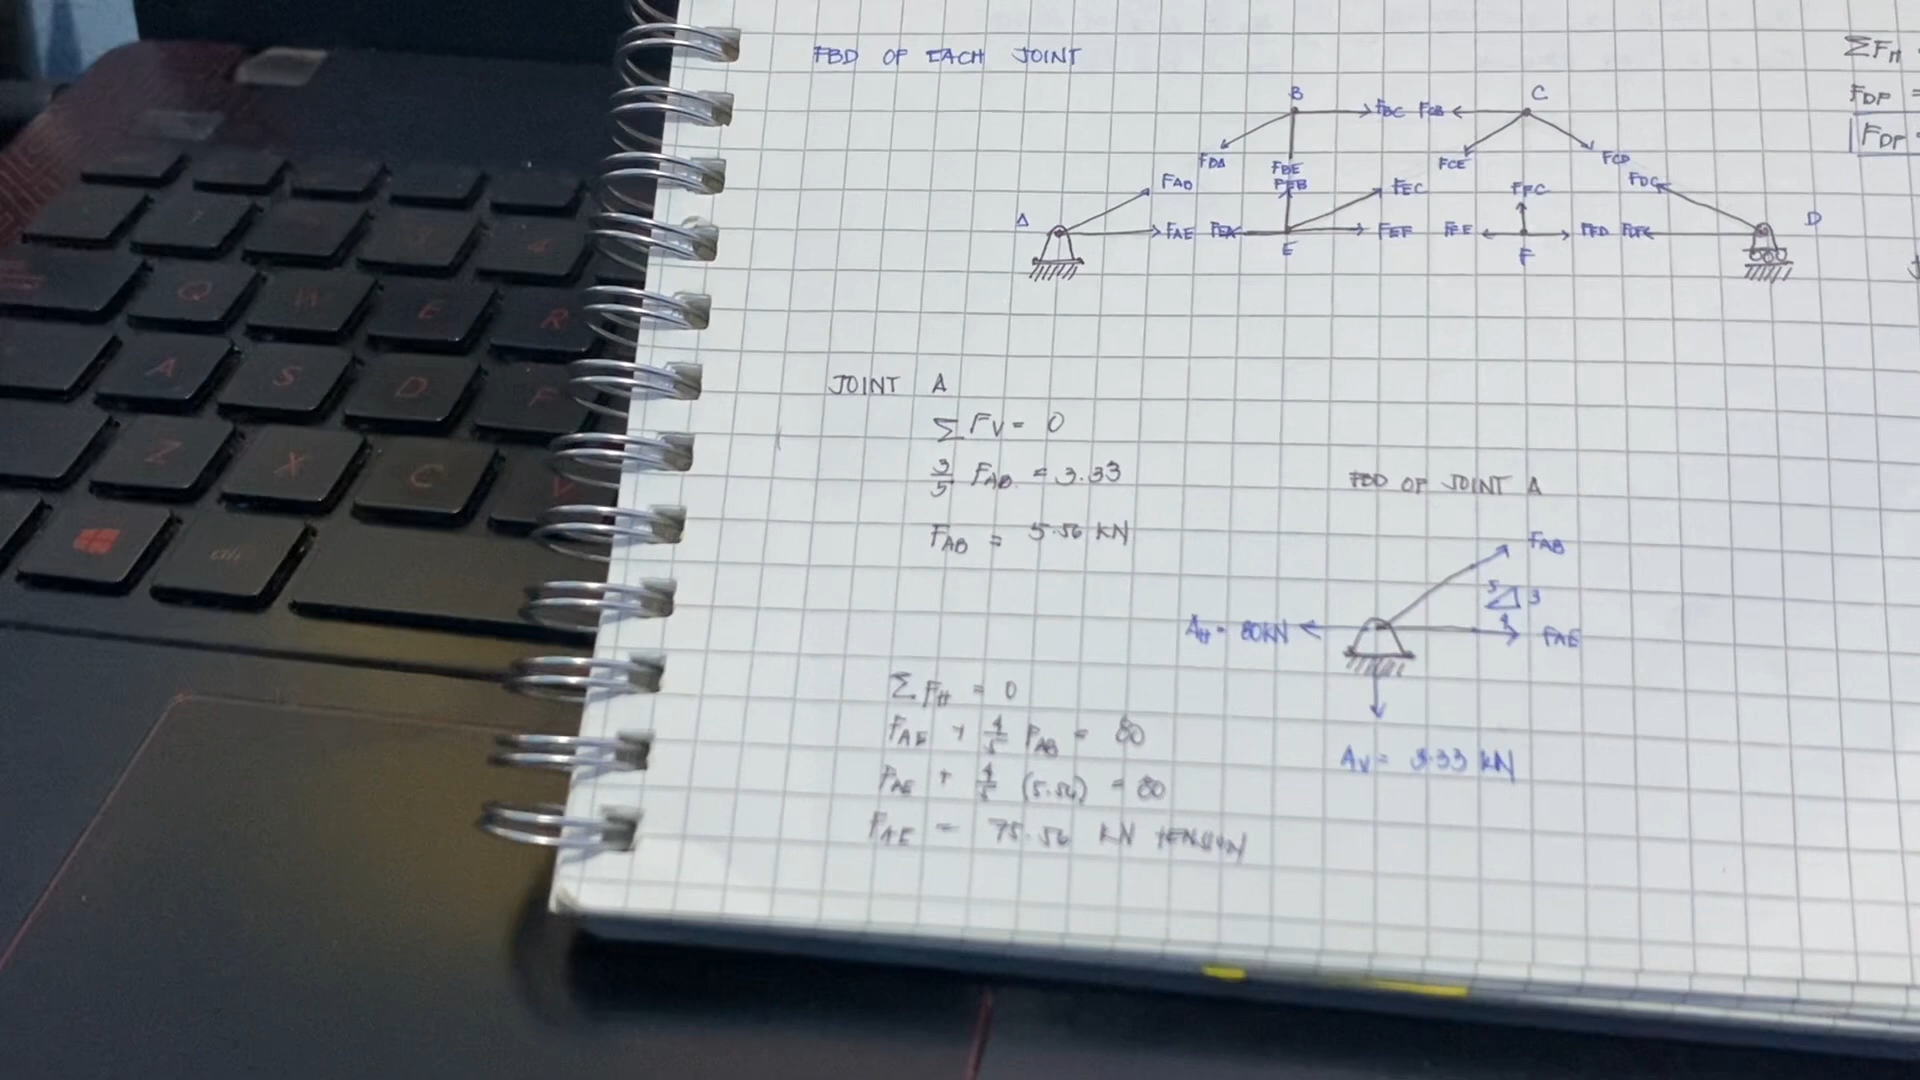 FBD OF EACH JOINT
ΣFH
FDF =
FDF
B
C
FBC FCB
FBA
FBE
FCE
FCD
FAB
FEB
FEC
FFC
FDC
A
FAE FEA
E
FEF
FFE
F
FFD FDF
D
JOINT A
ΣFV = 0
3/5 FAB = 3.33
FAB = 5.56 KN
FBD OF JOINT A
FAB
5 3
4
AH = 80KN
FAE
ΣFH = 0
FAE + 4/5 FAB = 80
FAE + 4/5 (5.56) = 80
FAE = 75.56 KN TENSION
AV = 3.33 KN
Q W E R
A S D F
Z X C V
alt